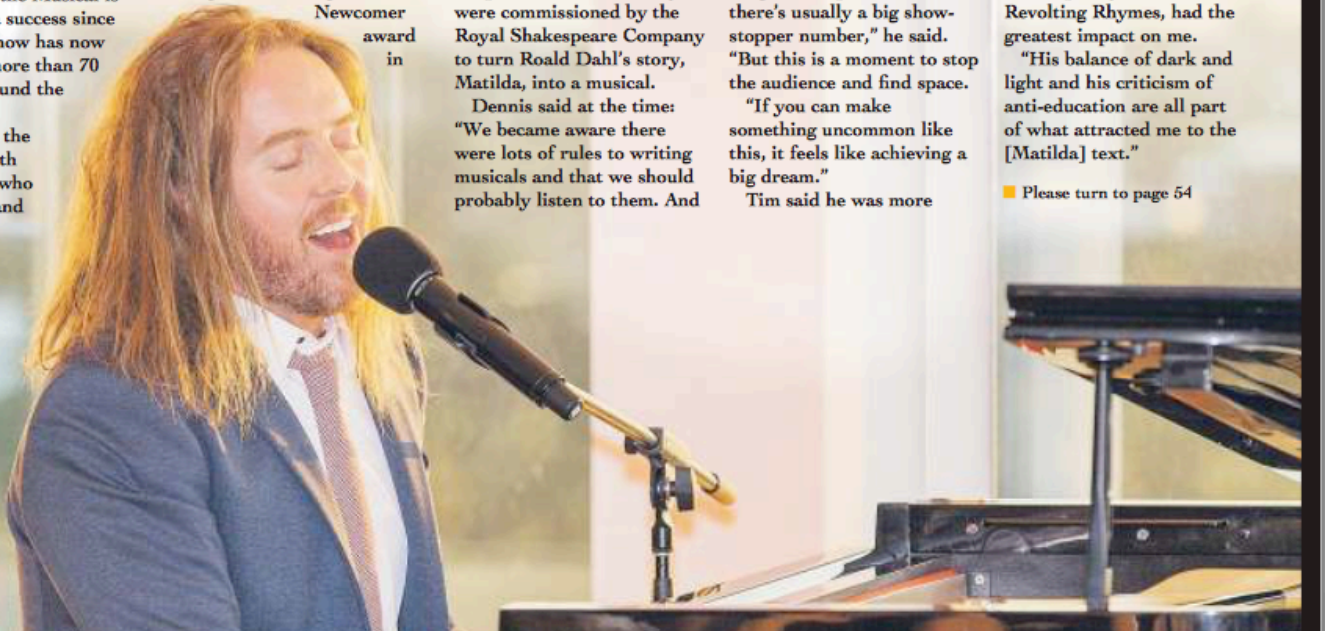 the Musical is
success since
how has now
ore than 70
und the
the
th
who
nd
Newcomer
award
in
were commissioned by the
Royal Shakespeare Company
to turn Roald Dahl's story,
Matilda, into a musical.
Dennis said at the time:
“We became aware there
were lots of rules to writing
musicals and that we should
probably listen to them. And
there's usually a big show-
stopper number,” he said.
“But this is a moment to stop
the audience and find space.
“If you can make
something uncommon like
this, it feels like achieving a
big dream.”
Tim said he was more
Revolting Rhymes, had the
greatest impact on me.
“His balance of dark and
light and his criticism of
anti-education are all part
of what attracted me to the
[Matilda] text.”
Please turn to page 54